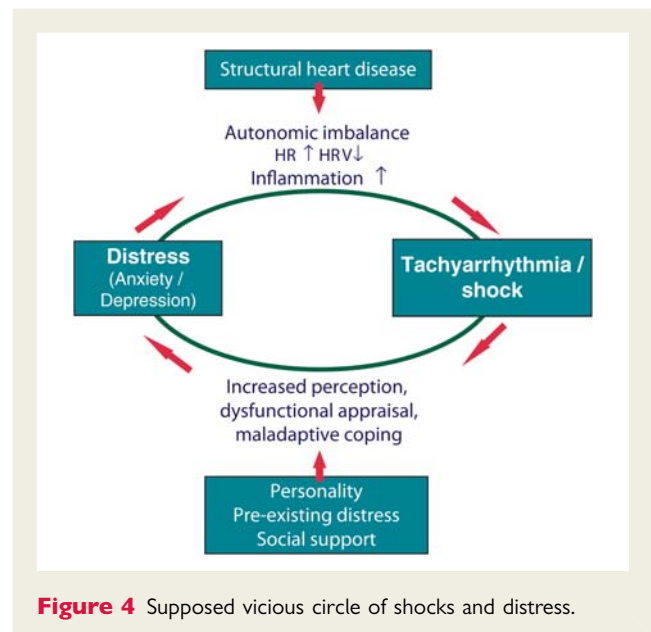 Structural heart disease
Autonomic imbalance
HR ↑ HRV↓
Inflammation ↑
Distress
(Anxiety /
Depression)
Tachyarrhythmia /
shock
Increased perception,
dysfunctional appraisal,
maladaptive coping
Personality
Pre-existing distress
Social support
Figure 4 Supposed vicious circle of shocks and distress.